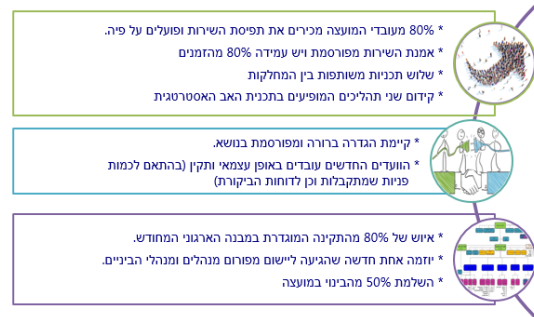 * 80% מעובדי המועצה מכירים את תפיסת השירות ופועלים על פיה.
* אמנת השירות מפורסמת ויש עמידה 80% מהזמנים
* שלוש תכניות משותפות בין המחלקות
* קידום שני תהליכים המופיעים בתכנית האב האסטרטגית
* קיימת הגדרה ברורה ומפורסמת בנושא.
* הוועדים החדשים עובדים באופן עצמאי ותקין (בהתאם לכמות
פניות שמתקבלות וכן לדוחות הביקורת)
* איוש של 80% מהתקינה המוגדרת במבנה הארגוני המחודש.
* יוזמה אחת חדשה שהגיעה ליישום מפורום מנהלים ומנהלי הביניים.
* השלמת 50% מהבינוי במועצה